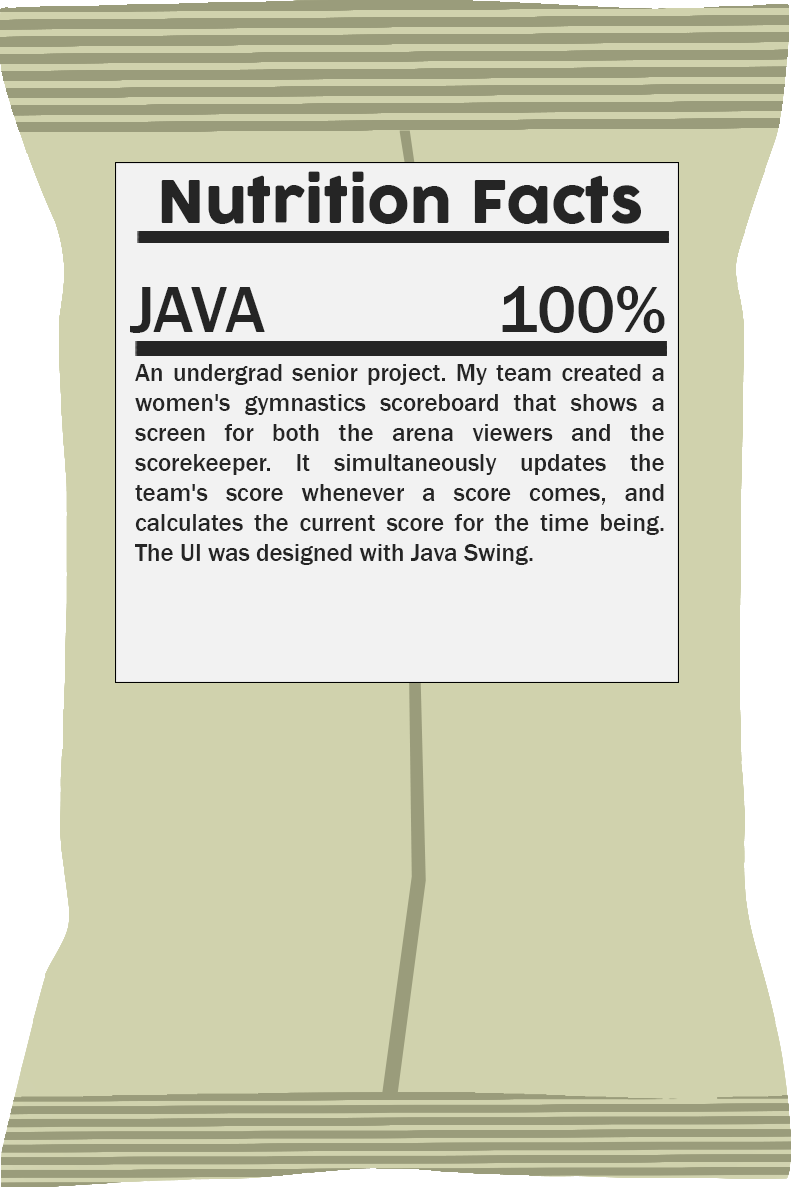 Nutrition Facts
JAVA 100%
An undergrad senior project. My team created a
women's gymnastics scoreboard that shows a
screen for both the arena viewers and the
scorekeeper. It simultaneously updates the
team's score whenever a score comes, and
calculates the current score for the time being.
The UI was designed with Java Swing.